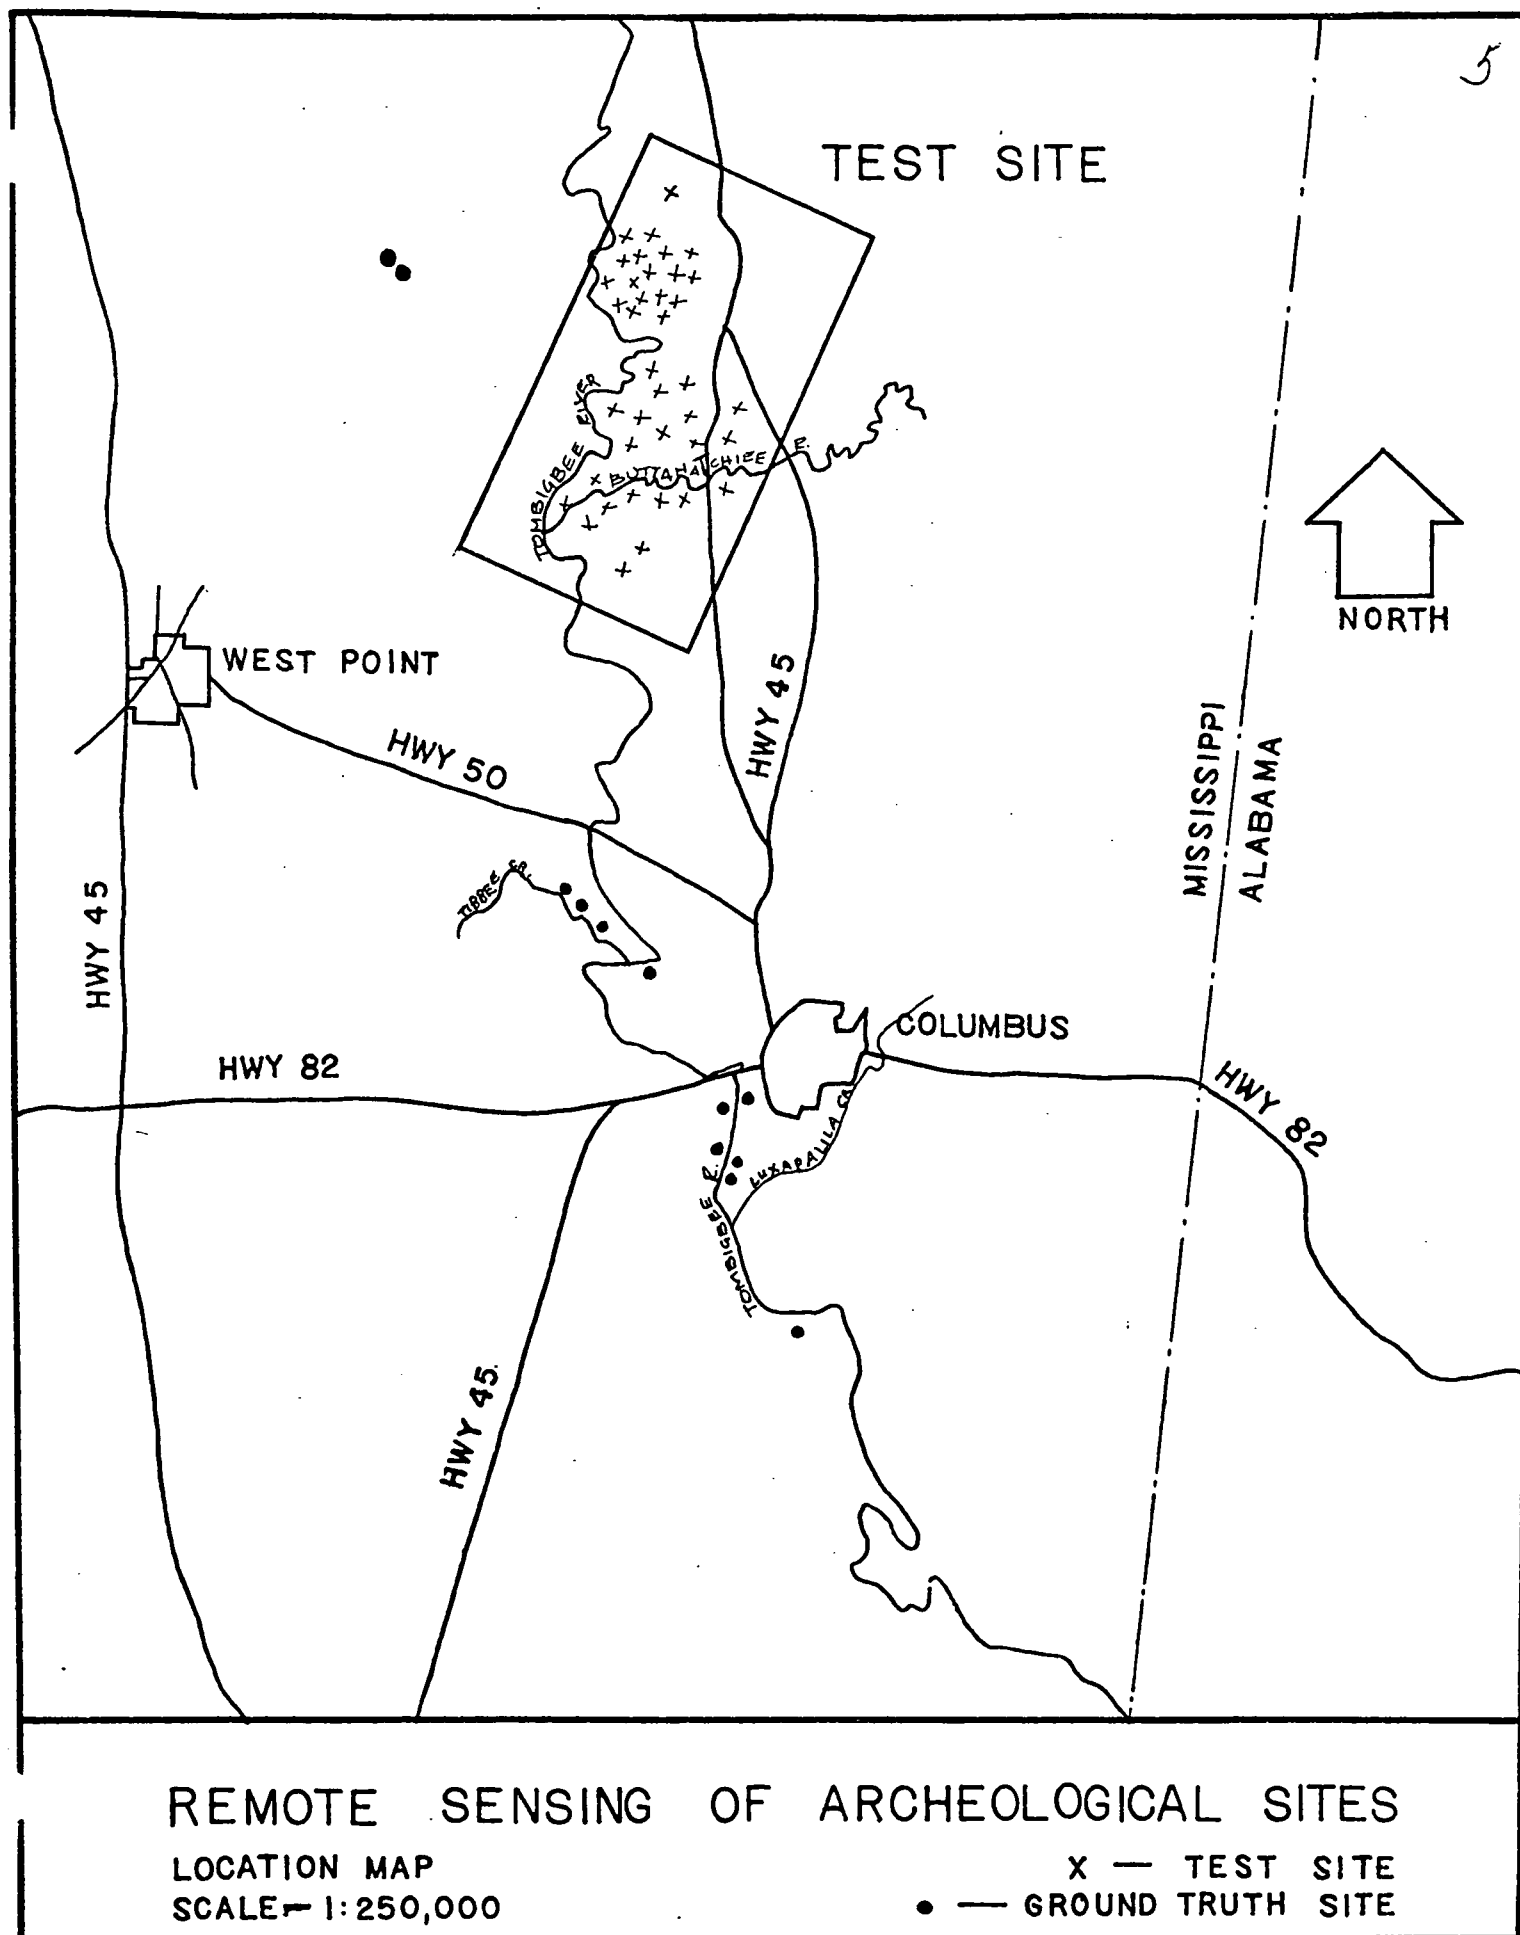 5
TEST SITE
TOMBIGBEE RIVER
BUTTAHATCHIEE R.
NORTH
WEST POINT
HWY 50
HWY 45
MISSISSIPPI
ALABAMA
TIBBEE CR.
HWY 45
COLUMBUS
HWY 82
HWY 82
LUXAPALILA CR.
TOMBIGBEE R.
HWY 45
REMOTE SENSING OF ARCHEOLOGICAL SITES
LOCATION MAP
SCALE — 1:250,000
X — TEST SITE
● — GROUND TRUTH SITE